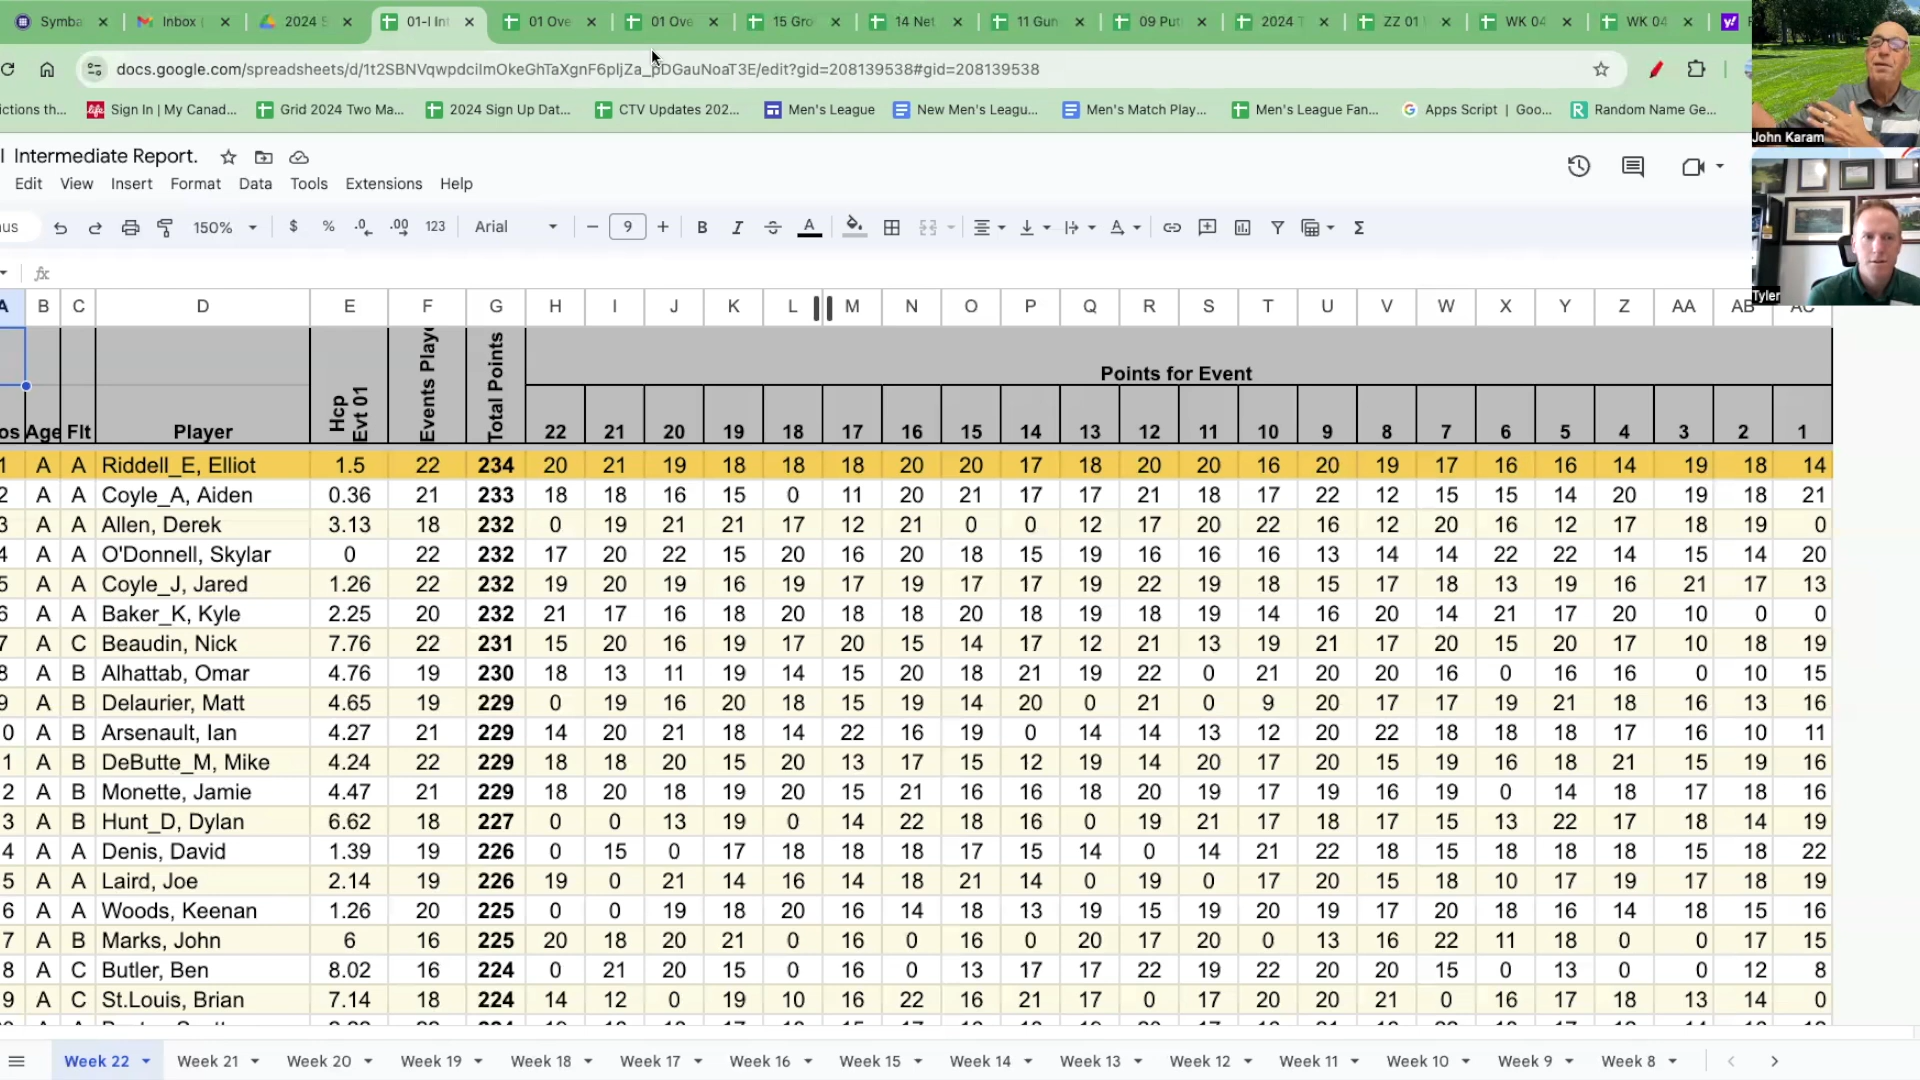 Symba Inbox 2024 S 01-I Int 01 Ove 01 Ove 15 Gro 14 Net 11 Gun 09 Put 2024 T ZZ 01 WK 04 WK 04
docs.google.com/spreadsheets/d/1t2SBNVqwpdciImOkeGhTaXgnF6pljZa_pDGauNoaT3E/edit?gid=208139538#gid=208139538
ictions th... Sign In | My Canad... Grid 2024 Two Ma... 2024 Sign Up Dat... CTV Updates 202... Men's League New Men's Leagu... Men's Match Play... Men's League Fan... Apps Script | Goo... Random Name Ge...
John Karam
I Intermediate Report.
Edit View Insert Format Data Tools Extensions Help
nus 150% $ % .0 .00 123 Arial 9 B I A
Tyler
A B C D E F G H I J K L M N O P Q R S T U V W X Y Z AA AB AC
Points for Event
os Age Flt Player Hcp Evt 01 Events Playe Total Points 22 21 20 19 18 17 16 15 14 13 12 11 10 9 8 7 6 5 4 3 2 1
1 A A Riddell_E, Elliot 1.5 22 234 20 21 19 18 18 18 20 20 17 18 20 20 16 20 19 17 16 16 14 19 18 14
2 A A Coyle_A, Aiden 0.36 21 233 18 18 16 15 0 11 20 21 17 17 21 18 17 22 12 15 15 14 20 19 18 21
3 A A Allen, Derek 3.13 18 232 0 19 21 21 17 12 21 0 0 12 17 20 22 16 12 20 16 12 17 18 19 0
4 A A O'Donnell, Skylar 0 22 232 17 20 22 15 20 16 20 18 15 19 16 16 16 13 14 14 22 22 14 15 14 20
5 A A Coyle_J, Jared 1.26 22 232 19 20 19 16 19 17 19 17 17 19 22 19 18 15 17 18 13 19 16 21 17 13
6 A A Baker_K, Kyle 2.25 20 232 21 17 16 18 20 18 18 20 18 19 18 19 14 16 20 14 21 17 20 10 0 0
7 A C Beaudin, Nick 7.76 22 231 15 20 16 19 17 20 15 14 17 12 21 13 19 21 17 20 15 20 17 10 18 19
8 A B Alhattab, Omar 4.76 19 230 18 13 11 19 14 15 20 18 21 19 22 0 21 20 20 16 0 16 16 0 10 15
9 A B Delaurier, Matt 4.65 19 229 0 19 16 20 18 15 19 14 20 0 21 0 9 20 17 17 19 21 18 16 13 16
0 A B Arsenault, Ian 4.27 21 229 14 20 21 18 14 22 16 19 0 14 14 13 12 20 22 18 18 18 17 16 10 11
1 A B DeButte_M, Mike 4.24 22 229 18 18 20 15 20 13 17 15 12 19 14 20 17 20 15 19 16 18 21 15 19 16
2 A B Monette, Jamie 4.47 21 229 18 20 18 19 20 15 21 16 16 18 20 19 17 19 16 19 0 14 18 17 18 16
3 A B Hunt_D, Dylan 6.62 18 227 0 0 13 19 0 14 22 18 16 0 19 21 17 18 17 15 13 22 17 18 14 19
4 A A Denis, David 1.39 19 226 0 15 0 17 18 18 18 17 15 14 0 14 21 22 18 15 18 18 18 15 18 22
5 A A Laird, Joe 2.14 19 226 19 0 21 14 16 14 18 21 14 0 19 0 17 20 15 18 10 17 19 17 18 19
6 A A Woods, Keenan 1.26 20 225 0 0 19 18 20 16 14 18 13 19 15 19 20 19 17 20 18 16 14 18 15 16
7 A B Marks, John 6 16 225 20 18 20 21 0 16 0 16 0 20 17 20 0 13 16 22 11 18 0 0 17 15
8 A C Butler, Ben 8.02 16 224 0 21 20 15 0 16 0 13 17 17 22 19 22 20 20 15 0 13 0 0 12 8
9 A C St.Louis, Brian 7.14 18 224 14 12 0 19 10 16 22 16 21 17 0 17 20 20 21 0 16 17 18 13 14 0
Week 22 Week 21 Week 20 Week 19 Week 18 Week 17 Week 16 Week 15 Week 14 Week 13 Week 12 Week 11 Week 10 Week 9 Week 8